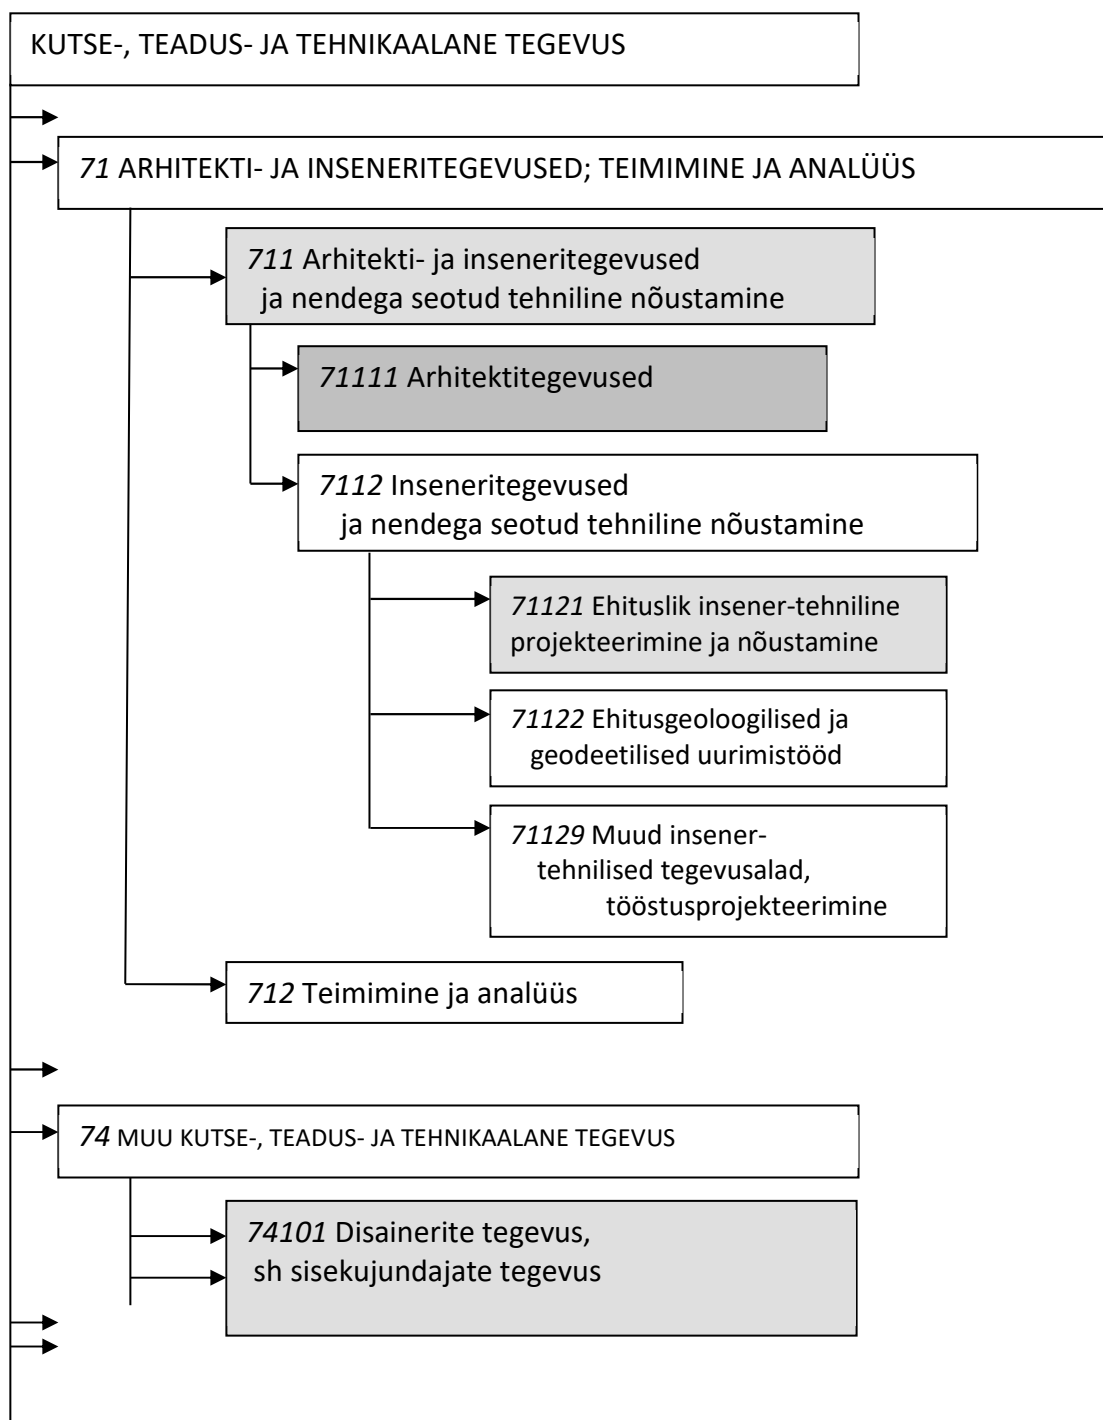 KUTSE-, TEADUS- JA TEHNIKAALANE TEGEVUS
71 ARHITEKTI- JA INSENERITEGEVUSED; TEIMIMINE JA ANALÜÜS
711 Arhitekti- ja inseneritegevused
ja nendega seotud tehniline nõustamine
71111 Arhitektitegevused
7112 Inseneritegevused
ja nendega seotud tehniline nõustamine
71121 Ehituslik insener-tehniline
projekteerimine ja nõustamine
71122 Ehitusgeoloogilised ja
geodeetilised uurimistööd
71129 Muud insener-
tehnilised tegevusalad,
tööstusprojekteerimine
712 Teimimine ja analüüs
74 MUU KUTSE-, TEADUS- JA TEHNIKAALANE TEGEVUS
74101 Disainerite tegevus,
sh sisekujundajate tegevus